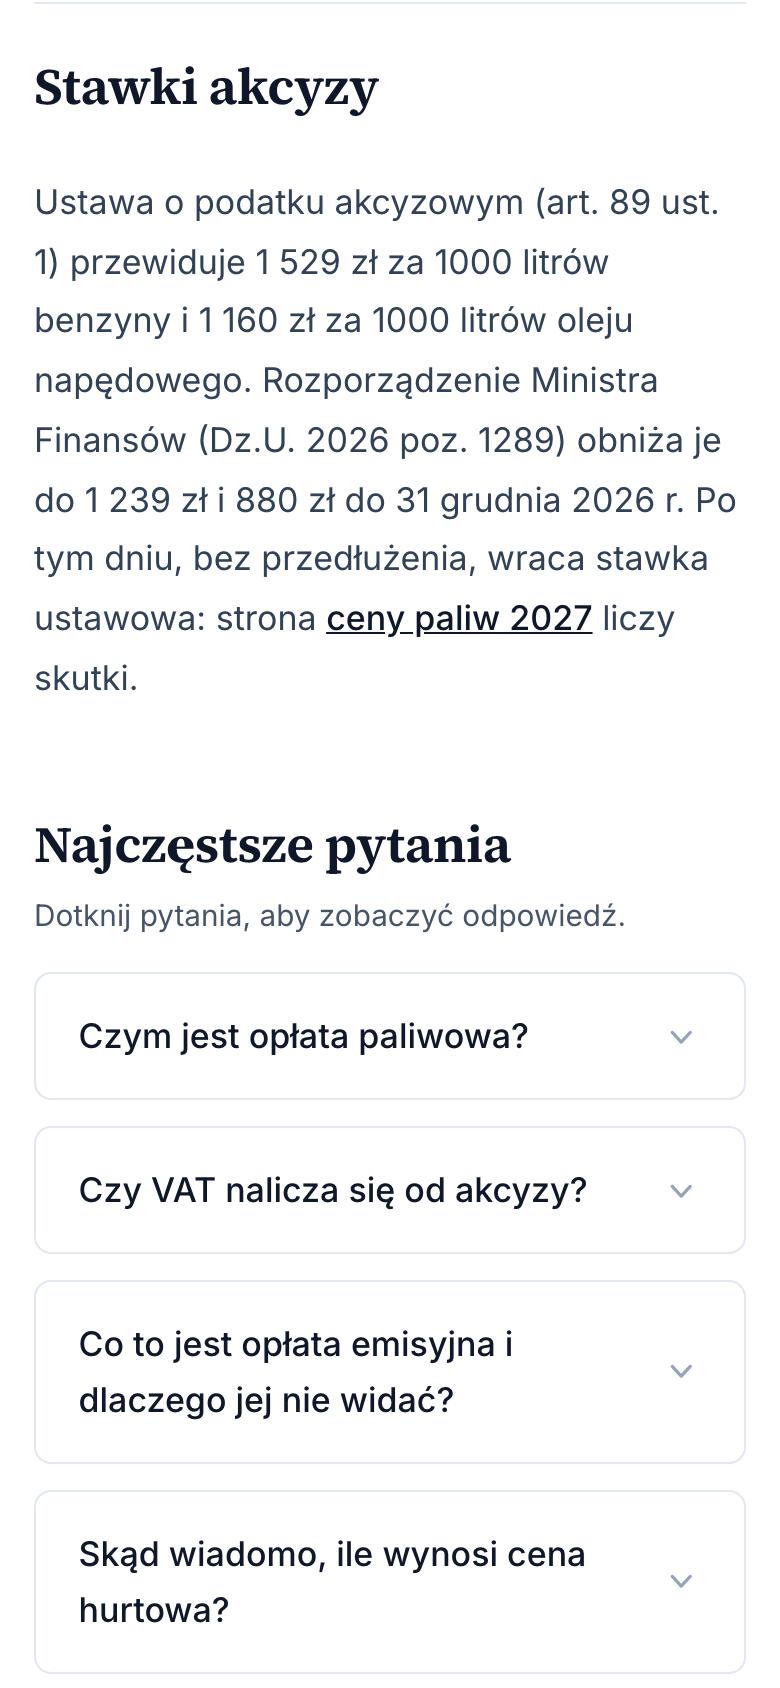 Stawki akcyzy
Ustawa o podatku akcyzowym (art. 89 ust.
1) przewiduje 1 529 zł za 1000 litrów
benzyny i 1 160 zł za 1000 litrów oleju
napędowego. Rozporządzenie Ministra
Finansów (Dz.U. 2026 poz. 1289) obniża je
do 1 239 zł i 880 zł do 31 grudnia 2026 r. Po
tym dniu, bez przedłużenia, wraca stawka
ustawowa: strona ceny paliw 2027 liczy
skutki.
Najczęstsze pytania
Dotknij pytania, aby zobaczyć odpowiedź.
Czym jest opłata paliwowa?
Czy VAT nalicza się od akcyzy?
Co to jest opłata emisyjna i
dlaczego jej nie widać?
Skąd wiadomo, ile wynosi cena
hurtowa?